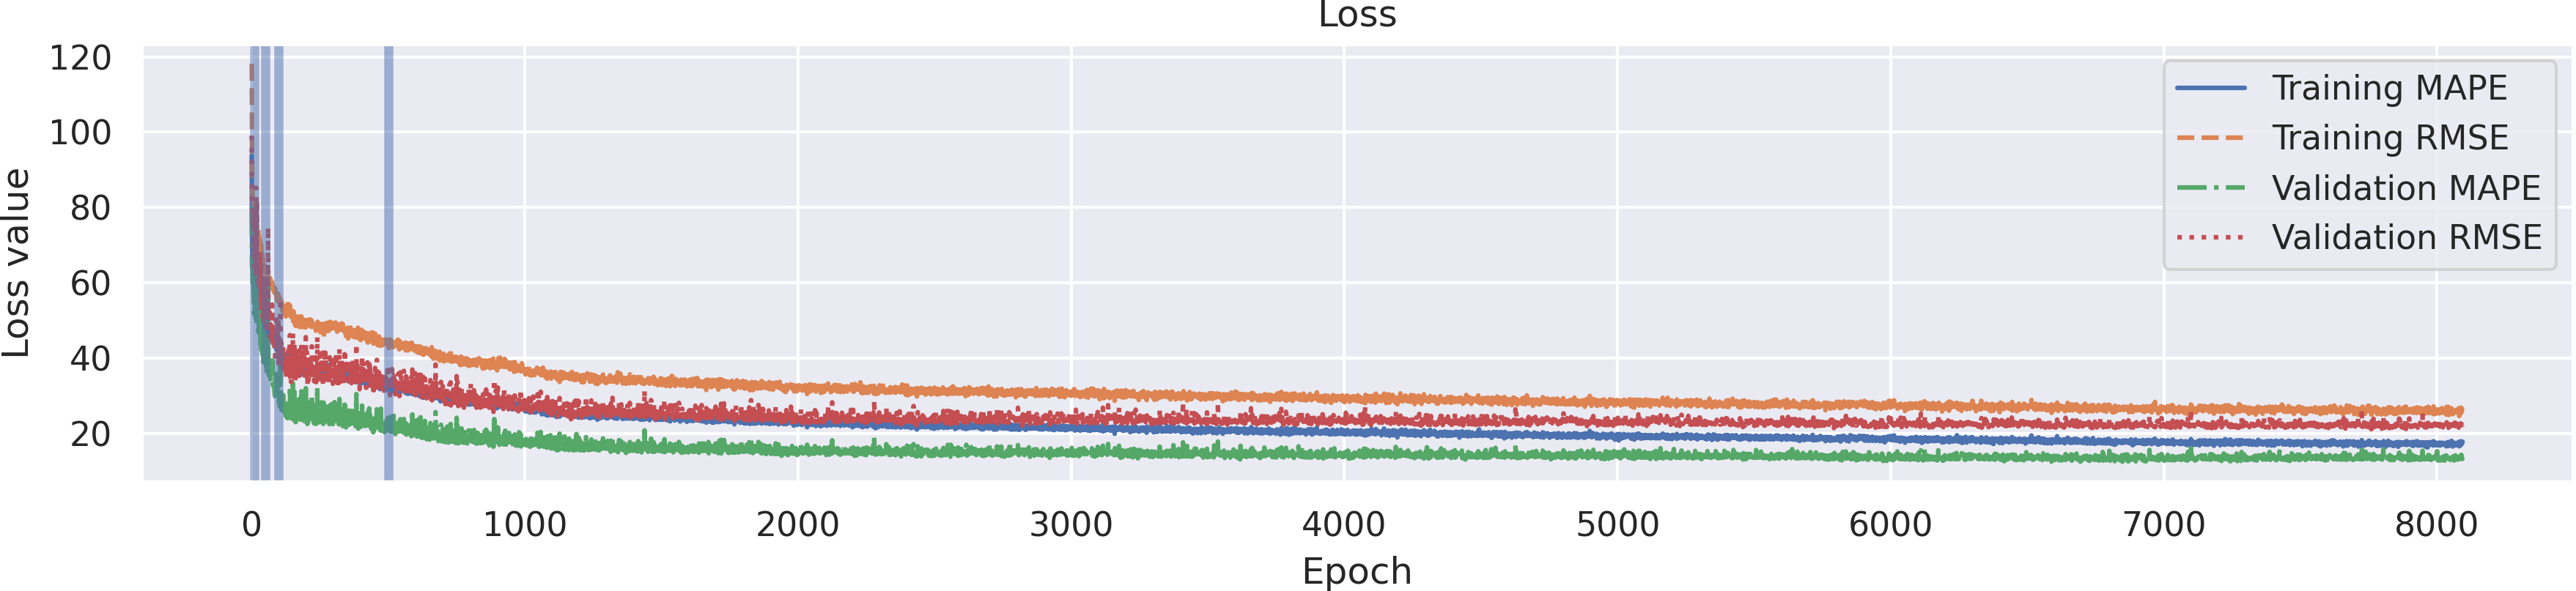 Loss
120
100
80
60
40
20
Loss value
0 1000 2000 3000 4000 5000 6000 7000 8000
Epoch
Training MAPE
Training RMSE
Validation MAPE
Validation RMSE